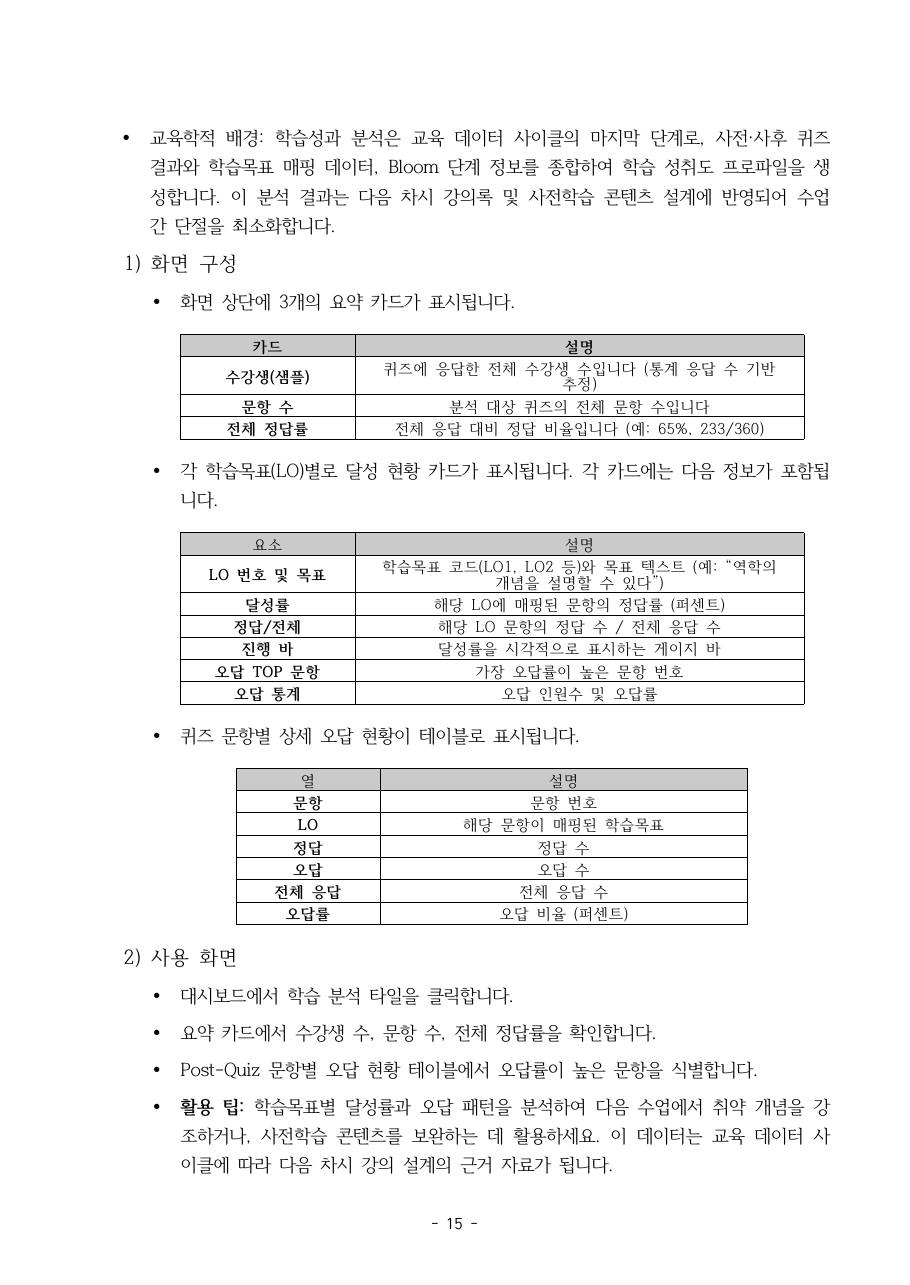 • 교육학적 배경: 학습성과 분석은 교육 데이터 사이클의 마지막 단계로, 사전·사후 퀴즈
결과와 학습목표 매핑 데이터, Bloom 단계 정보를 종합하여 학습 성취도 프로파일을 생
성합니다. 이 분석 결과는 다음 차시 강의록 및 사전학습 콘텐츠 설계에 반영되어 수업
간 단절을 최소화합니다.
1) 화면 구성
• 화면 상단에 3개의 요약 카드가 표시됩니다.
카드 설명
수강생(샘플) 퀴즈에 응답한 전체 수강생 수입니다 (통계 응답 수 기반
추정)
문항 수 분석 대상 퀴즈의 전체 문항 수입니다
전체 정답률 전체 응답 대비 정답 비율입니다 (예: 65%, 233/360)
• 각 학습목표(LO)별로 달성 현황 카드가 표시됩니다. 각 카드에는 다음 정보가 포함됩
니다.
요소 설명
LO 번호 및 목표 학습목표 코드(LO1, LO2 등)와 목표 텍스트 (예: “역학의
개념을 설명할 수 있다”)
달성률 해당 LO에 매핑된 문항의 정답률 (퍼센트)
정답/전체 해당 LO 문항의 정답 수 / 전체 응답 수
진행 바 달성률을 시각적으로 표시하는 게이지 바
오답 TOP 문항 가장 오답률이 높은 문항 번호
오답 통계 오답 인원수 및 오답률
• 퀴즈 문항별 상세 오답 현황이 테이블로 표시됩니다.
열 설명
문항 문항 번호
LO 해당 문항이 매핑된 학습목표
정답 정답 수
오답 오답 수
전체 응답 전체 응답 수
오답률 오답 비율 (퍼센트)
2) 사용 화면
• 대시보드에서 학습 분석 타일을 클릭합니다.
• 요약 카드에서 수강생 수, 문항 수, 전체 정답률을 확인합니다.
• Post-Quiz 문항별 오답 현황 테이블에서 오답률이 높은 문항을 식별합니다.
• 활용 팁: 학습목표별 달성률과 오답 패턴을 분석하여 다음 수업에서 취약 개념을 강
조하거나, 사전학습 콘텐츠를 보완하는 데 활용하세요. 이 데이터는 교육 데이터 사
이클에 따라 다음 차시 강의 설계의 근거 자료가 됩니다.
- 15 -